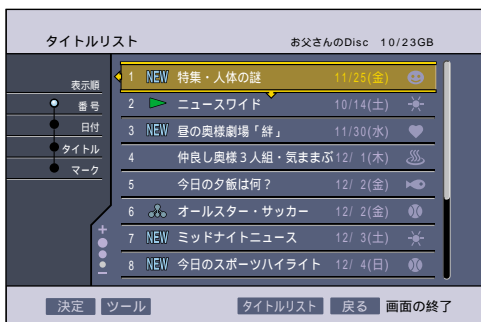 タイトルリスト お父さんのDisc 10/23GB
表示順
番号
日付
タイトル
マーク
1 NEW 特集・人体の謎 11/25(金)
2 ニュースワイド 10/14(土)
3 NEW 昼の奥様劇場「絆」 11/30(水)
4 仲良し奥様3人組・気ままぶ 12/ 1(木)
5 今日の夕飯は何? 12/ 2(金)
6 オールスター・サッカー 12/ 2(金)
7 NEW ミッドナイトニュース 12/ 3(土)
8 NEW 今日のスポーツハイライト 12/ 4(日)
決定 ツール タイトルリスト 戻る 画面の終了